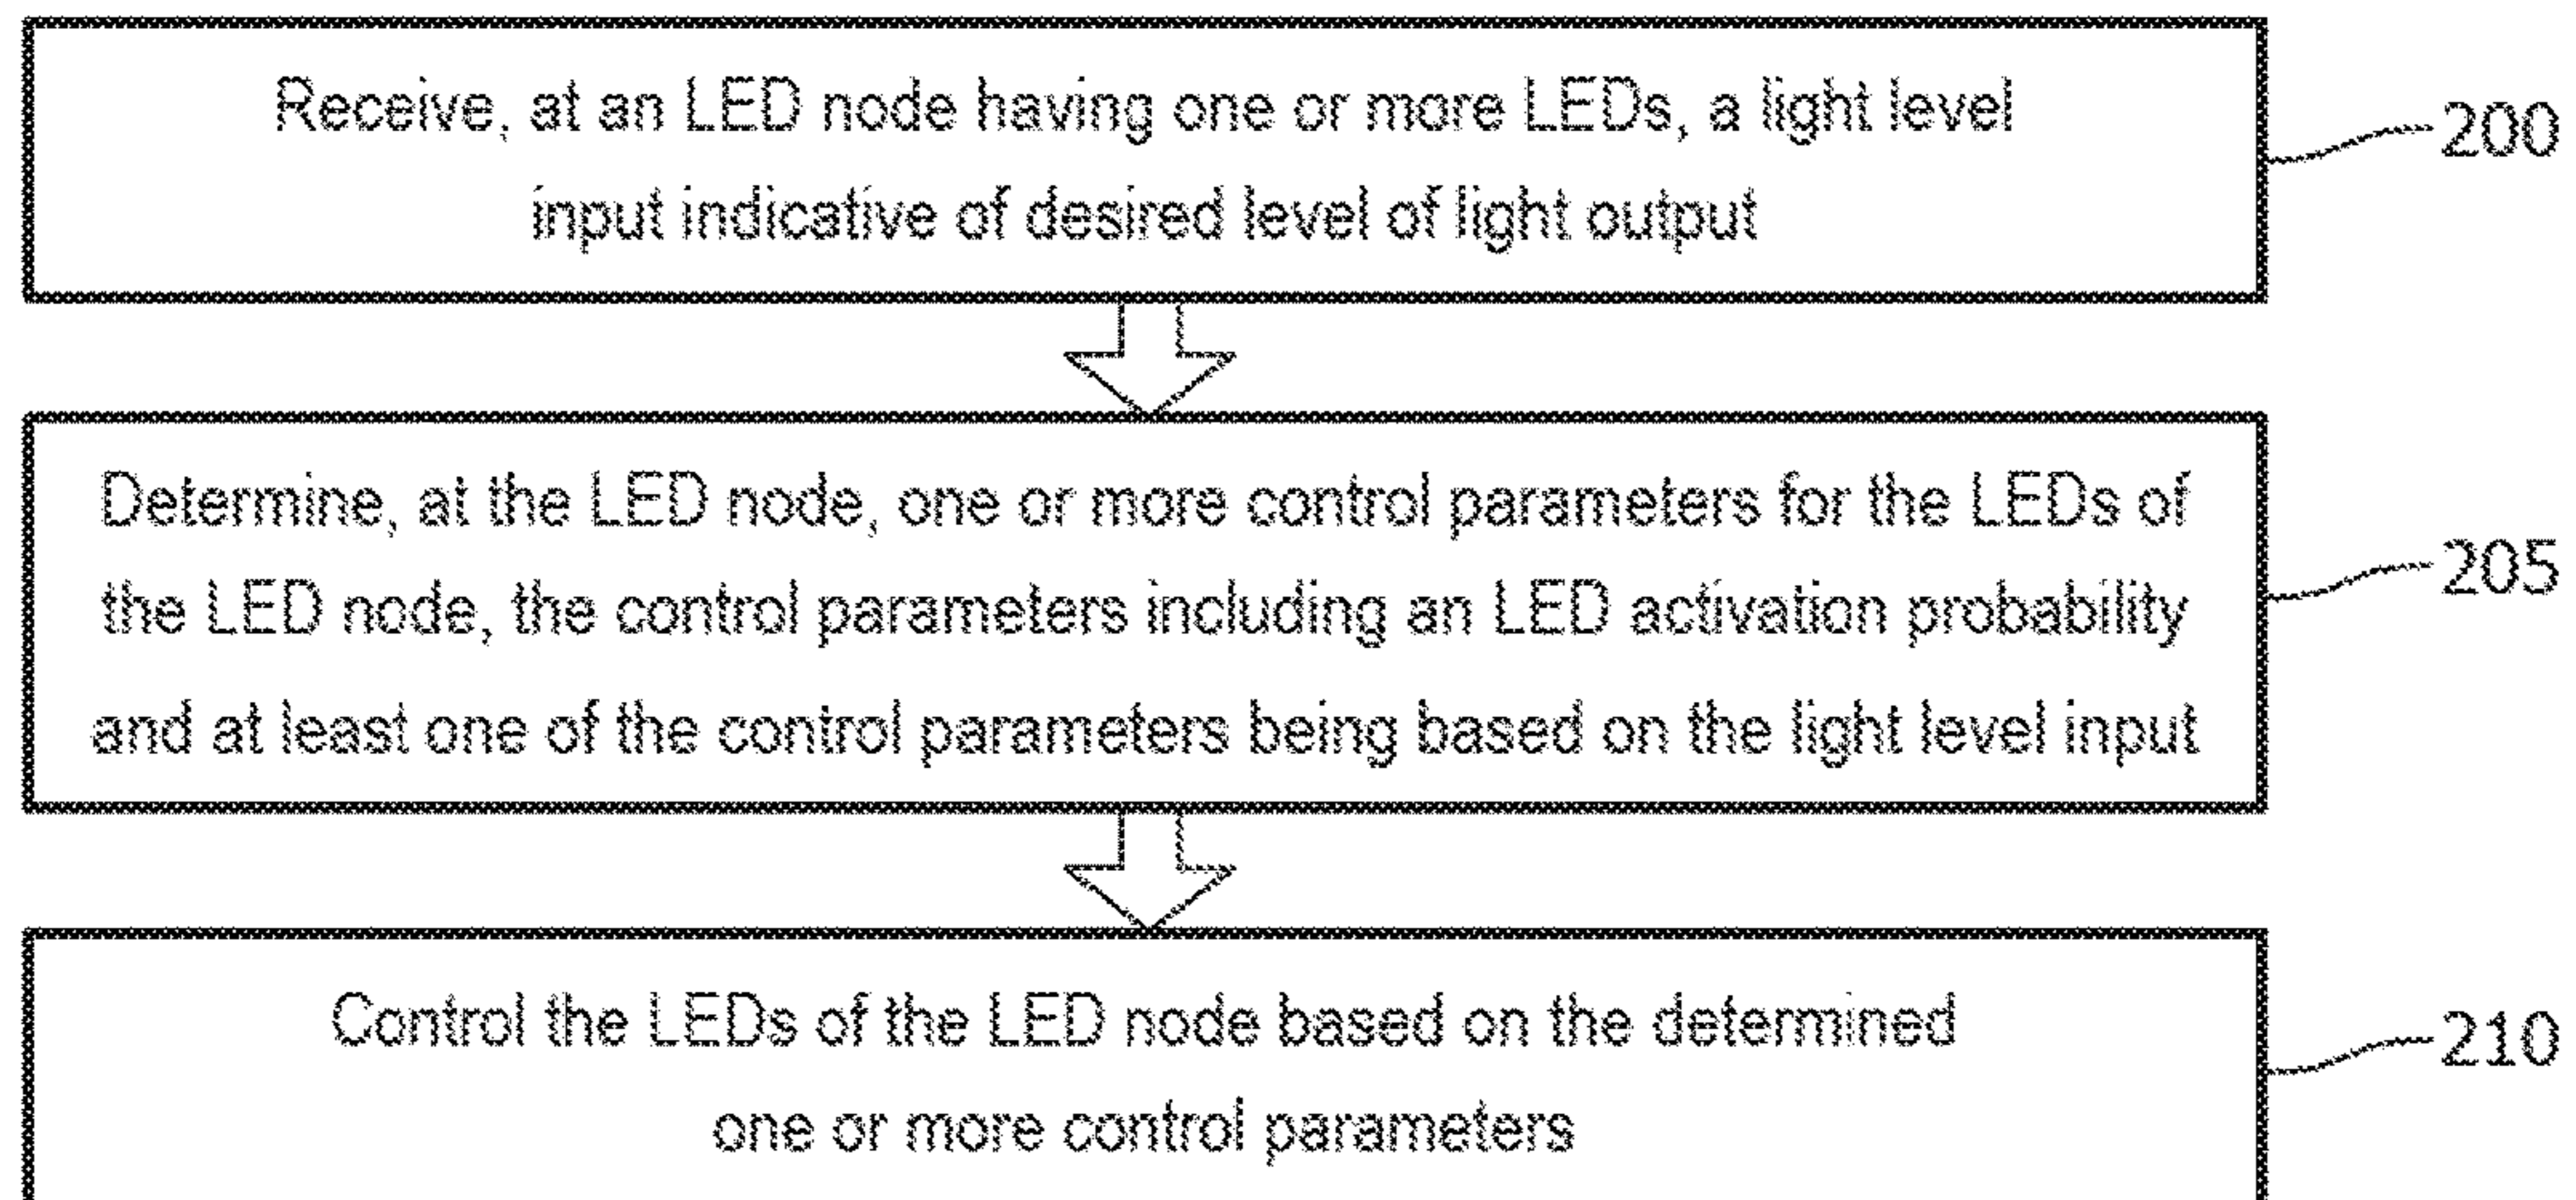 Receive, at an LED node having one or more LEDs, a light level
input indicative of desired level of light output
200
Determine, at the LED node, one or more control parameters for the LEDs of
the LED node, the control parameters including an LED activation probability
and at least one of the control parameters being based on the light level input
205
Control the LEDs of the LED node based on the determined
one or more control parameters
210